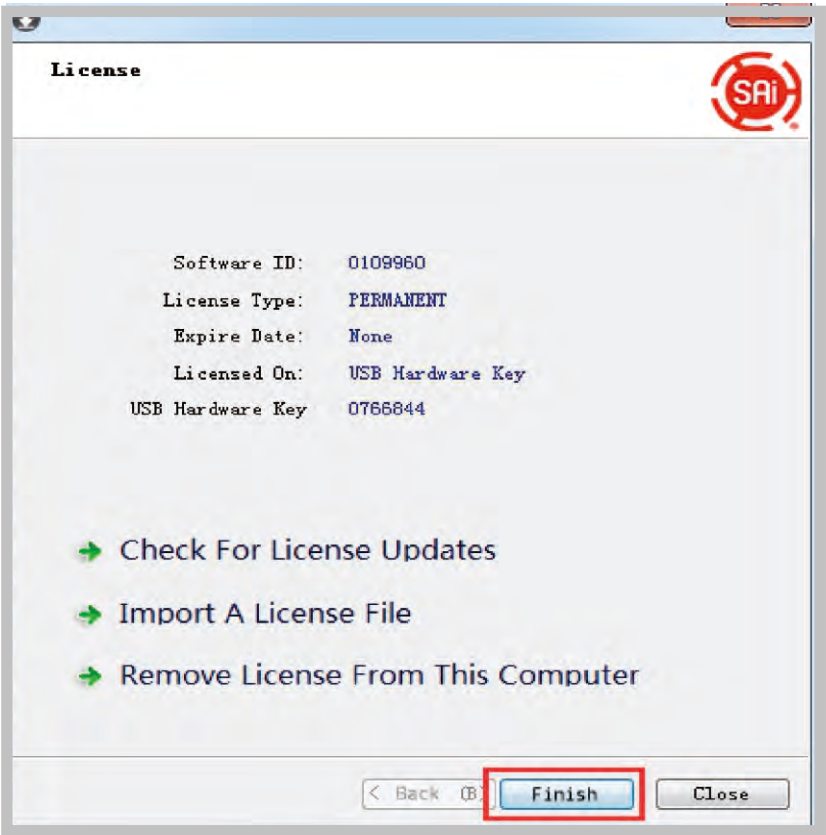 License
SAi
Software ID: 0109960
License Type: PERMANENT
Expire Date: None
Licensed On: USB Hardware Key
USB Hardware Key 0766844
Check For License Updates
Import A License File
Remove License From This Computer
< Back (B) Finish Close